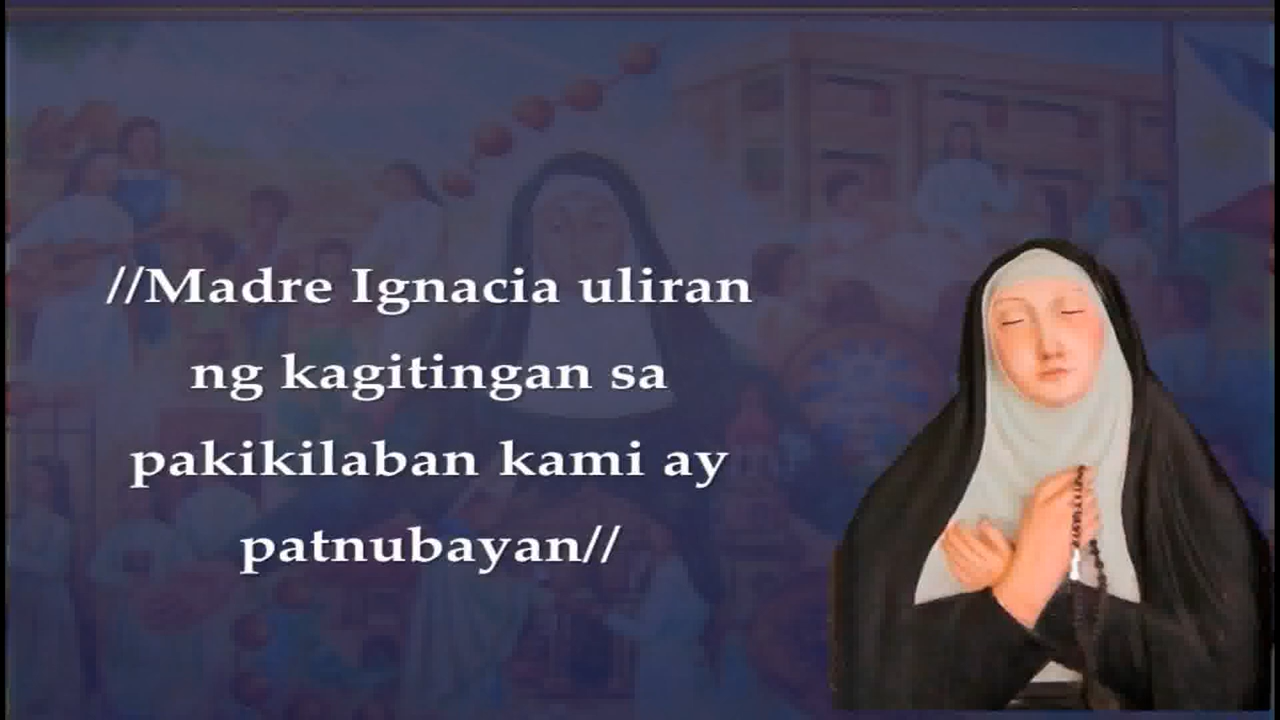 //Madre Ignacia uliran
ng kagitingan sa
pakikilaban kami ay
patnubayan//